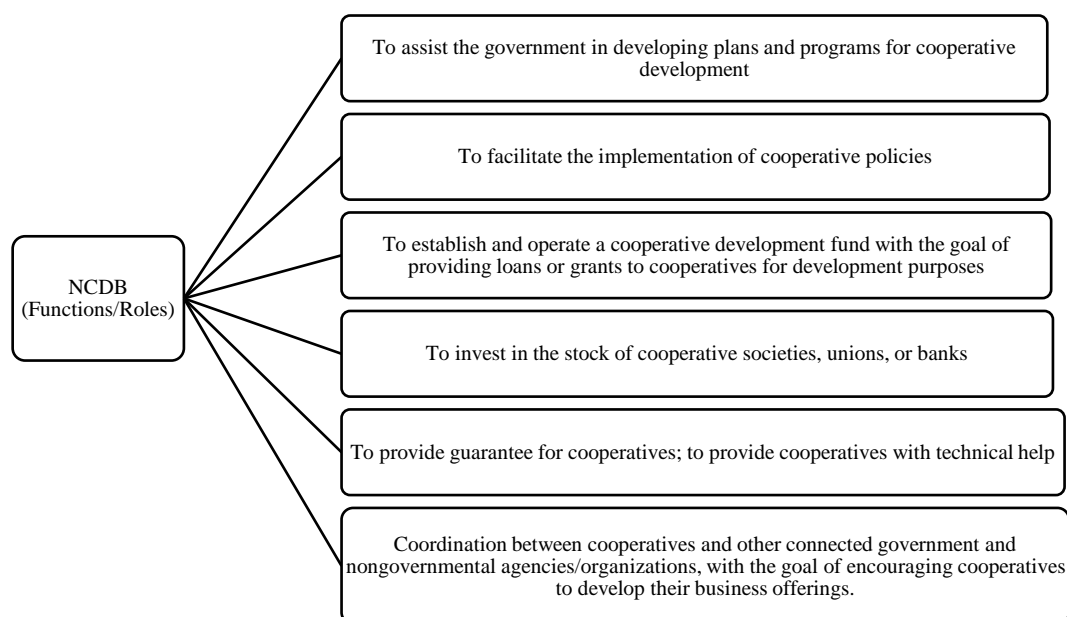 To assist the government in developing plans and programs for cooperative
development
To facilitate the implementation of cooperative policies
To establish and operate a cooperative development fund with the goal of
providing loans or grants to cooperatives for development purposes
NCDB
(Functions/Roles)
To invest in the stock of cooperative societies, unions, or banks
To provide guarantee for cooperatives; to provide cooperatives with technical help
Coordination between cooperatives and other connected government and
nongovernmental agencies/organizations, with the goal of encouraging cooperatives
to develop their business offerings.